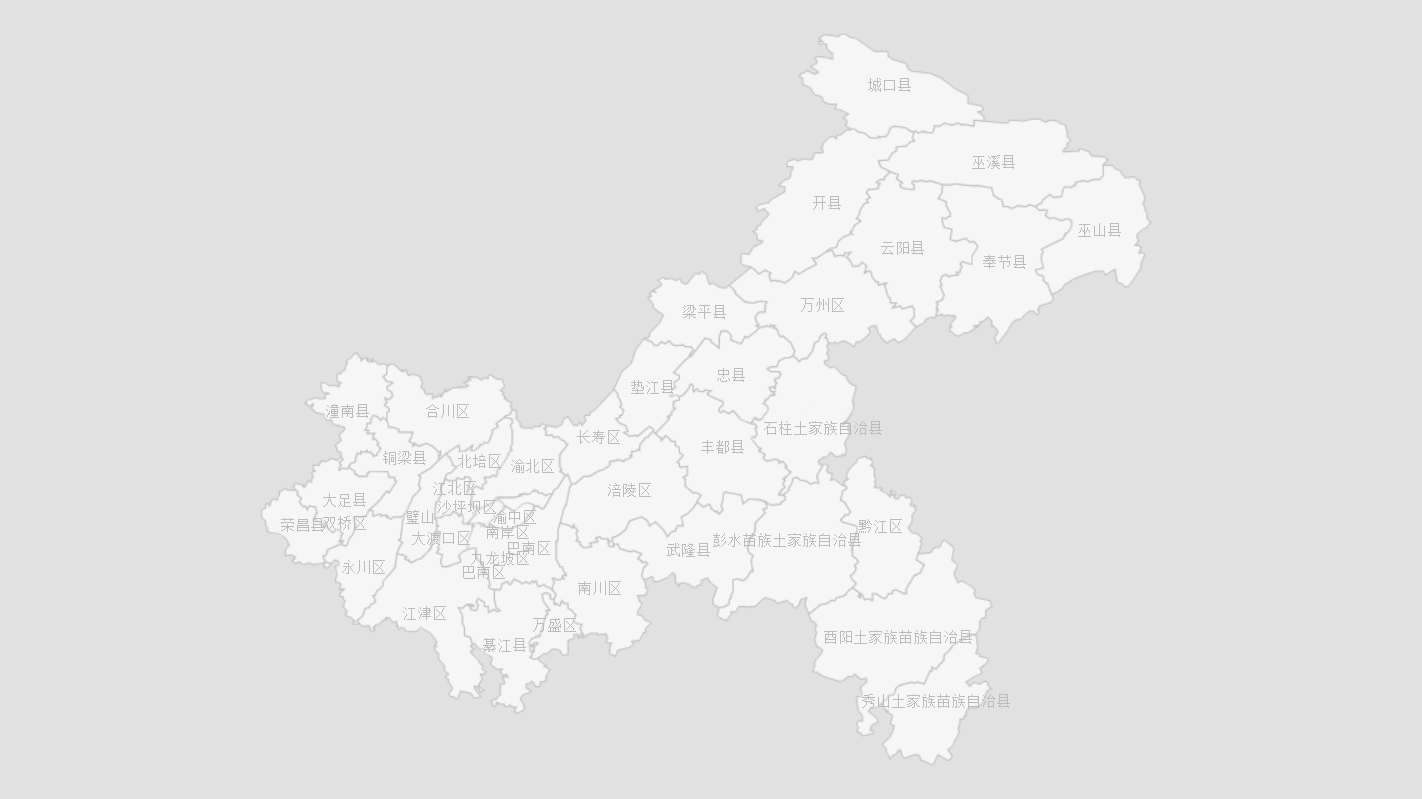 城口县
巫溪县
开县
巫山县
云阳县
奉节县
万州区
梁平县
忠县
垫江县
潼南县
合川区
石柱土家族自治县
长寿区
丰都县
铜梁县
北培区
渝北区
江北区
涪陵区
大足县
沙坪坝区
璧山
渝中区
荣昌县
双桥区
黔江区
南岸区
大渡口区
彭水苗族土家族自治县
巴南区
武隆县
九龙坡区
永川区
巴南区
南川区
江津区
万盛区
酉阳土家族苗族自治县
綦江县
秀山土家族苗族自治县